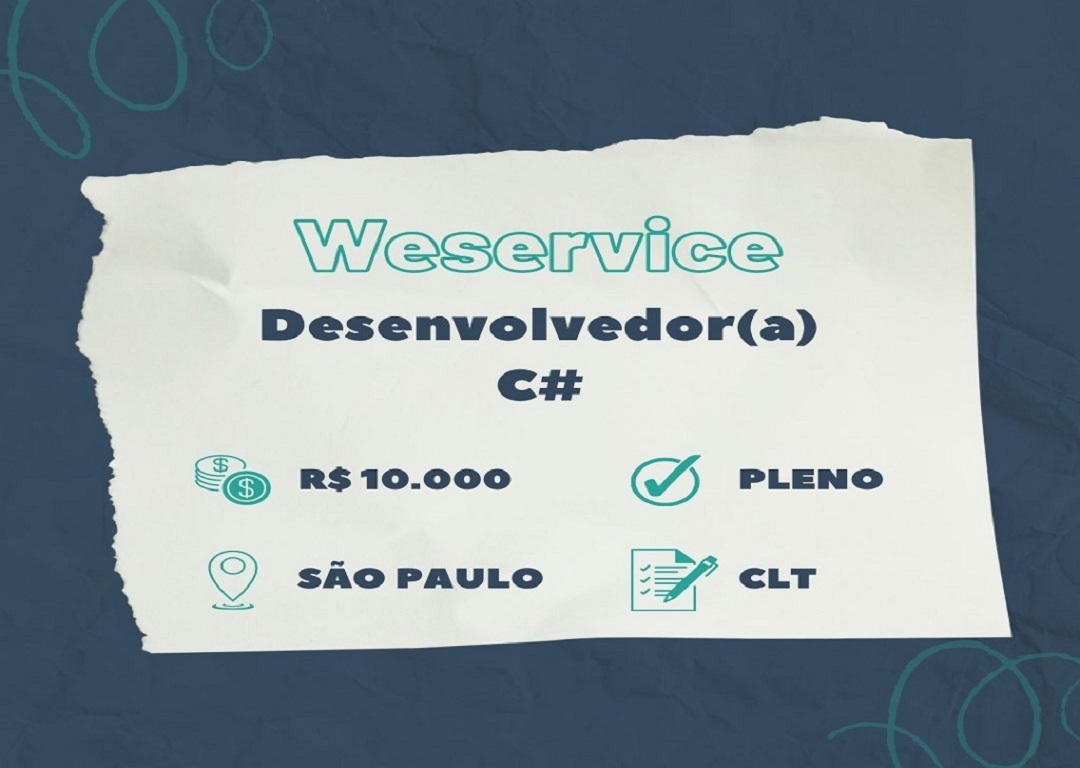 Weservice
Desenvolvedor(a)
C#
R$ 10.000
PLENO
SÃO PAULO
CLT